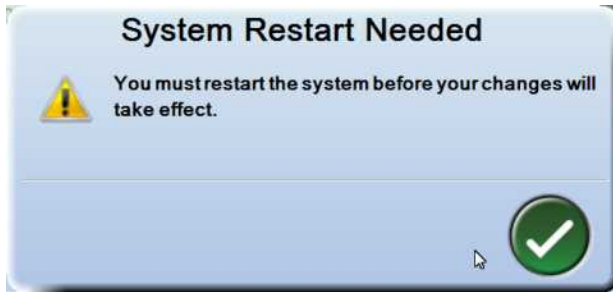 System Restart Needed
You must restart the system before your changes will
take effect.